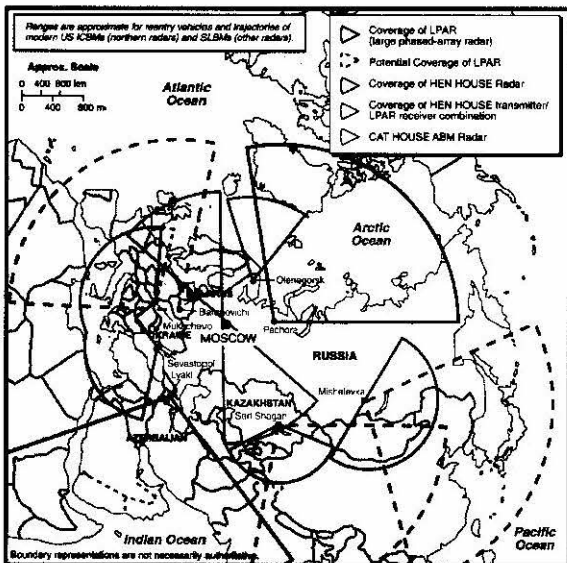 Ranges are approximate for reentry vehicles and trajectories of
modern US ICBMs (northern radars) and SLBMs (other radars).
Approx. Scale
0 400 800 km
0 400 800 m
Atlantic
Ocean
Coverage of LPAR
(large phased-array radar)
Potential Coverage of LPAR
Coverage of HEN HOUSE Radar
Coverage of HEN HOUSE transmitter/
LPAR receiver combination
CAT HOUSE ABM Radar
Arctic
Ocean
Olenegorsk
Baranovichi
Mukachevo
UKRAINE
MOSCOW
Pechora
RUSSIA
Sevastopol
Lyaki
Mishelevka
KAZAKHSTAN
Sari Shagan
AZERBAIJAN
Indian Ocean
Pacific
Ocean
Boundary representations are not necessarily authoritative.